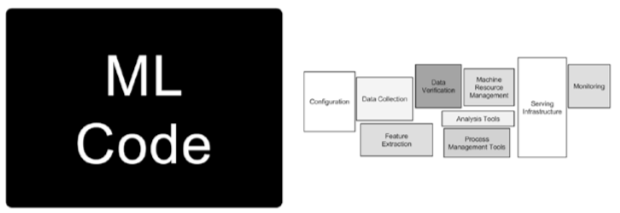 ML
Code
Configuration
Data Collection
Feature
Extraction
Data
Verification
Machine
Resource
Management
Analysis Tools
Process
Management Tools
Serving
Infrastructure
Monitoring